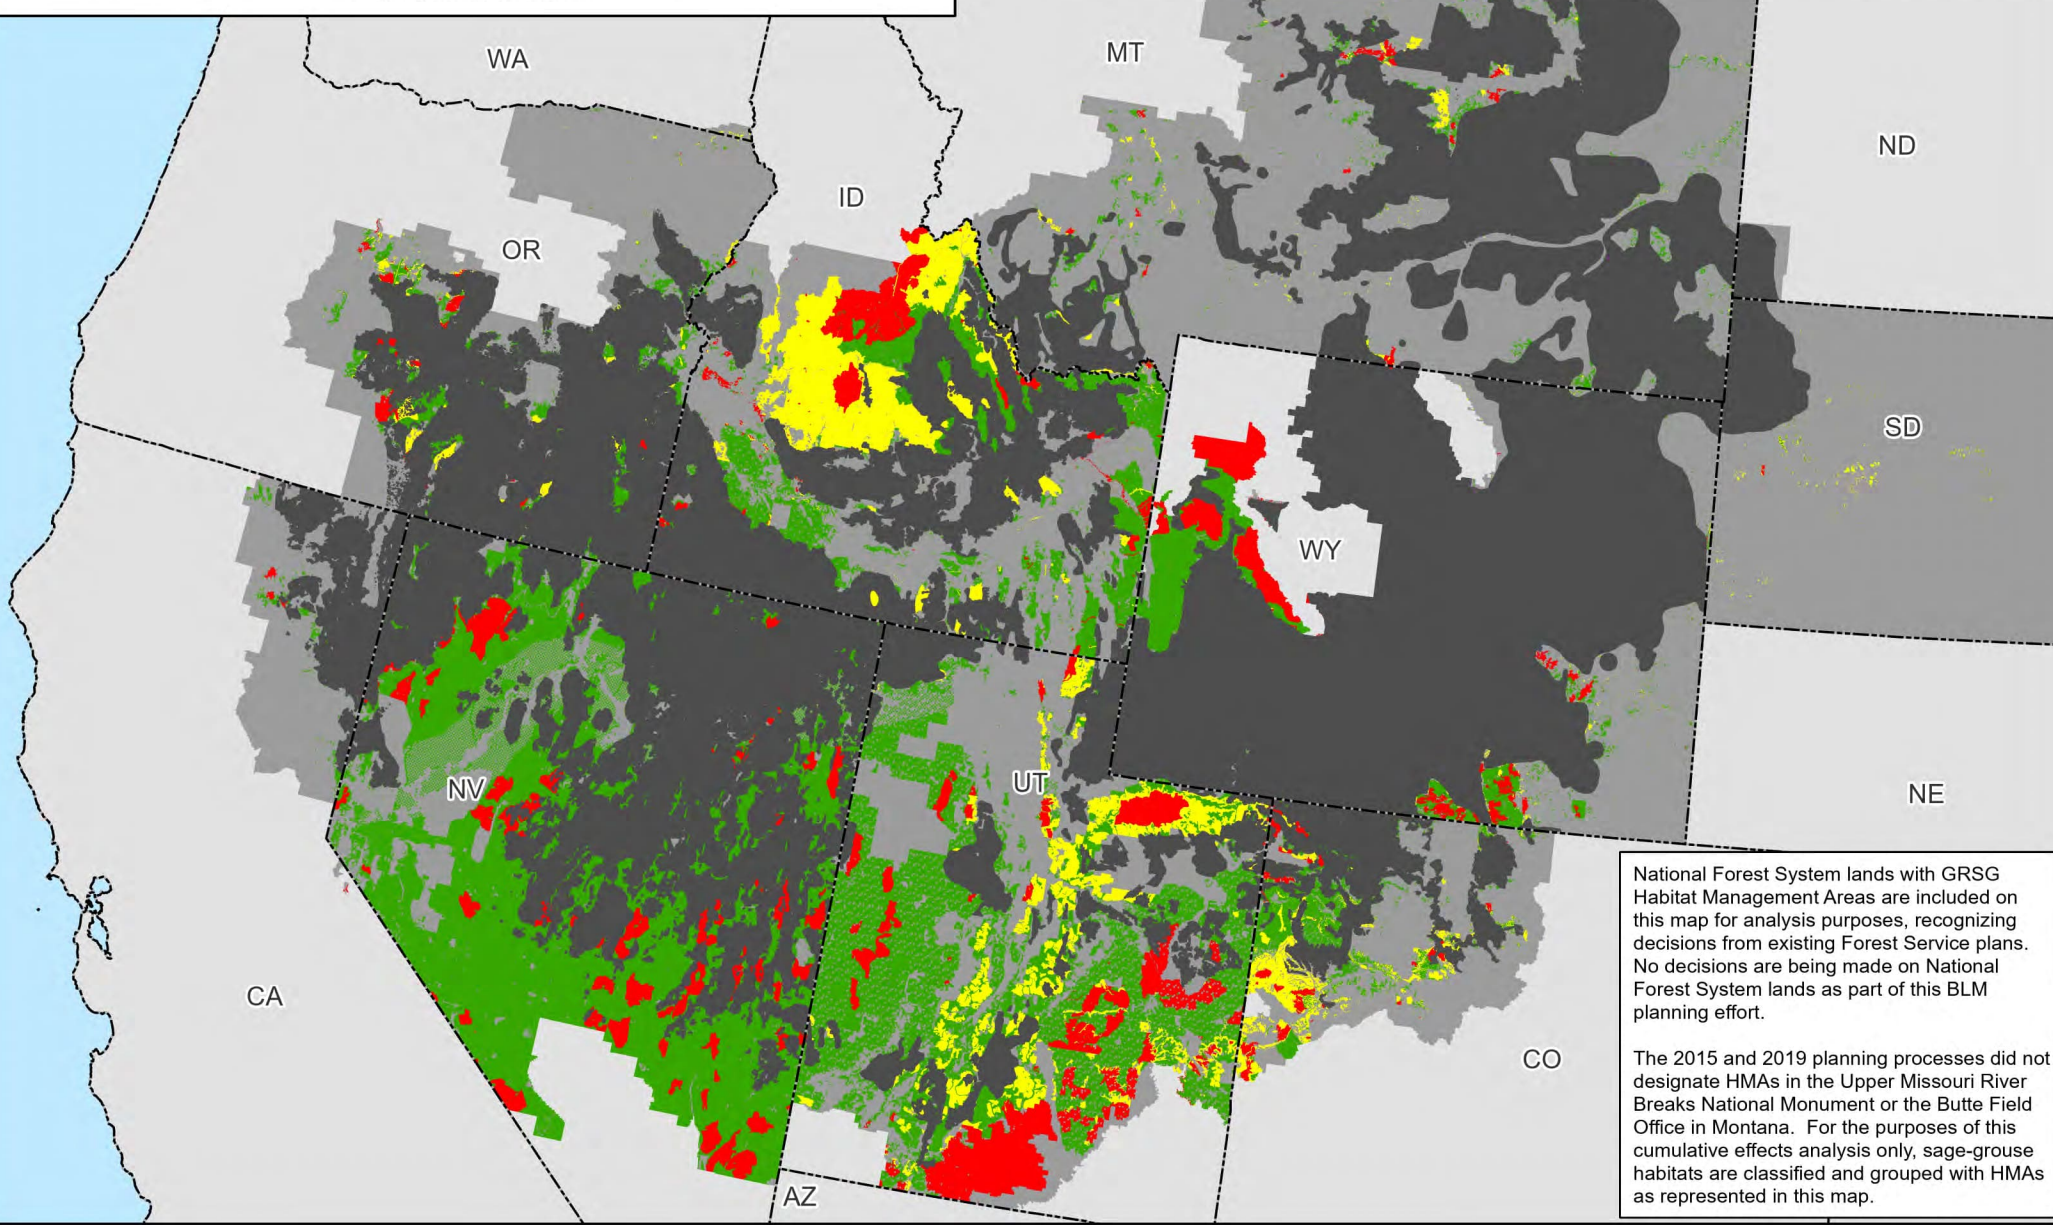 WA
MT
ND
ID
OR
SD
WY
NV
UT
NE
CA
CO
AZ
National Forest System lands with GRSG
Habitat Management Areas are included on
this map for analysis purposes, recognizing
decisions from existing Forest Service plans.
No decisions are being made on National
Forest System lands as part of this BLM
planning effort.
The 2015 and 2019 planning processes did not
designate HMAs in the Upper Missouri River
Breaks National Monument or the Butte Field
Office in Montana. For the purposes of this
cumulative effects analysis only, sage-grouse
habitats are classified and grouped with HMAs
as represented in this map.